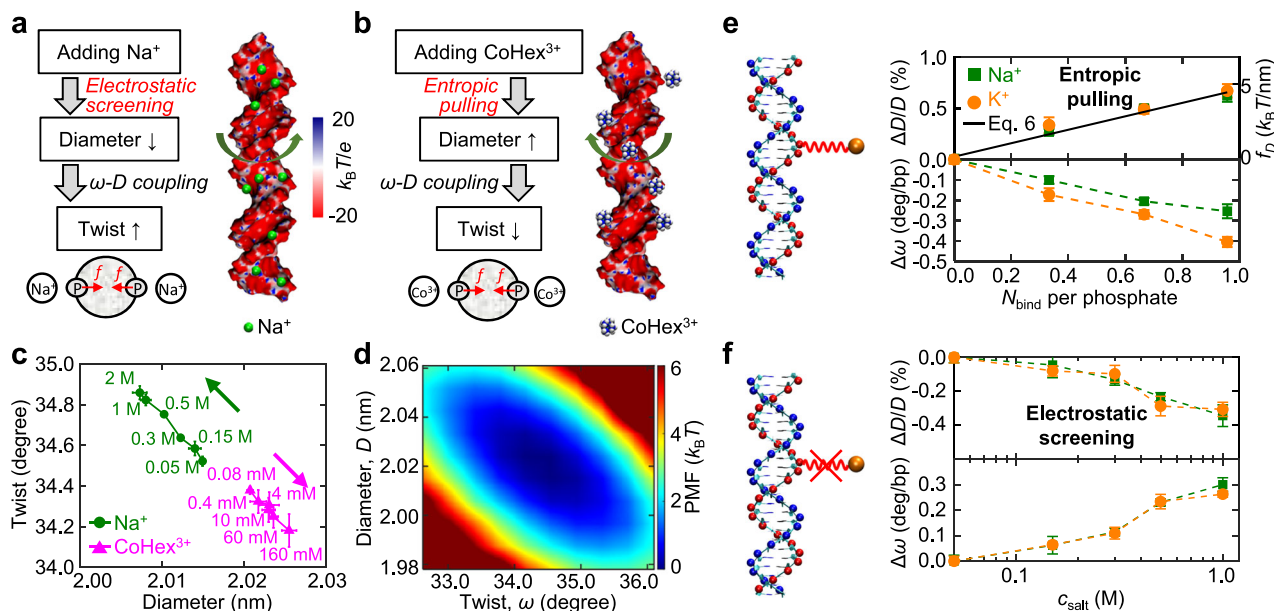 a
Adding Na⁺
Electrostatic
screening
Diameter ↓
ω-D coupling
Twist ↑
Na⁺
P
f
f
P
Na⁺
20
k_BT/e
-20
Na⁺
b
Adding CoHex³⁺
Entropic
pulling
Diameter ↑
ω-D coupling
Twist ↓
Co³⁺
P
f
f
P
Co³⁺
CoHex³⁺
c
Twist (degree)
35.0
34.8
34.6
34.4
34.2
34.0
2 M
1 M
0.5 M
0.3 M
0.15 M
0.05 M
0.08 mM
0.4 mM
4 mM
10 mM
60 mM
160 mM
Na⁺
CoHex³⁺
2.00
2.01
2.02
2.03
Diameter (nm)
d
Diameter, D (nm)
2.06
2.04
2.02
2.00
1.98
33.0
34.0
35.0
36.0
Twist, ω (degree)
6
5
4
3
2
1
0
PMF (k_BT)
e
ΔD/D (%)
1.0
0.5
0.0
Na⁺
K⁺
Eq. 6
Entropic
pulling
5
0
f_D (k_BT/nm)
Δω (deg/bp)
-0.1
-0.2
-0.3
-0.4
-0.5
0.0
0.2
0.4
0.6
0.8
1.0
N_bind per phosphate
f
ΔD/D (%)
0.0
-0.2
-0.4
Electrostatic
screening
Δω (deg/bp)
0.4
0.3
0.2
0.1
0.0
0.1
1.0
c_salt (M)